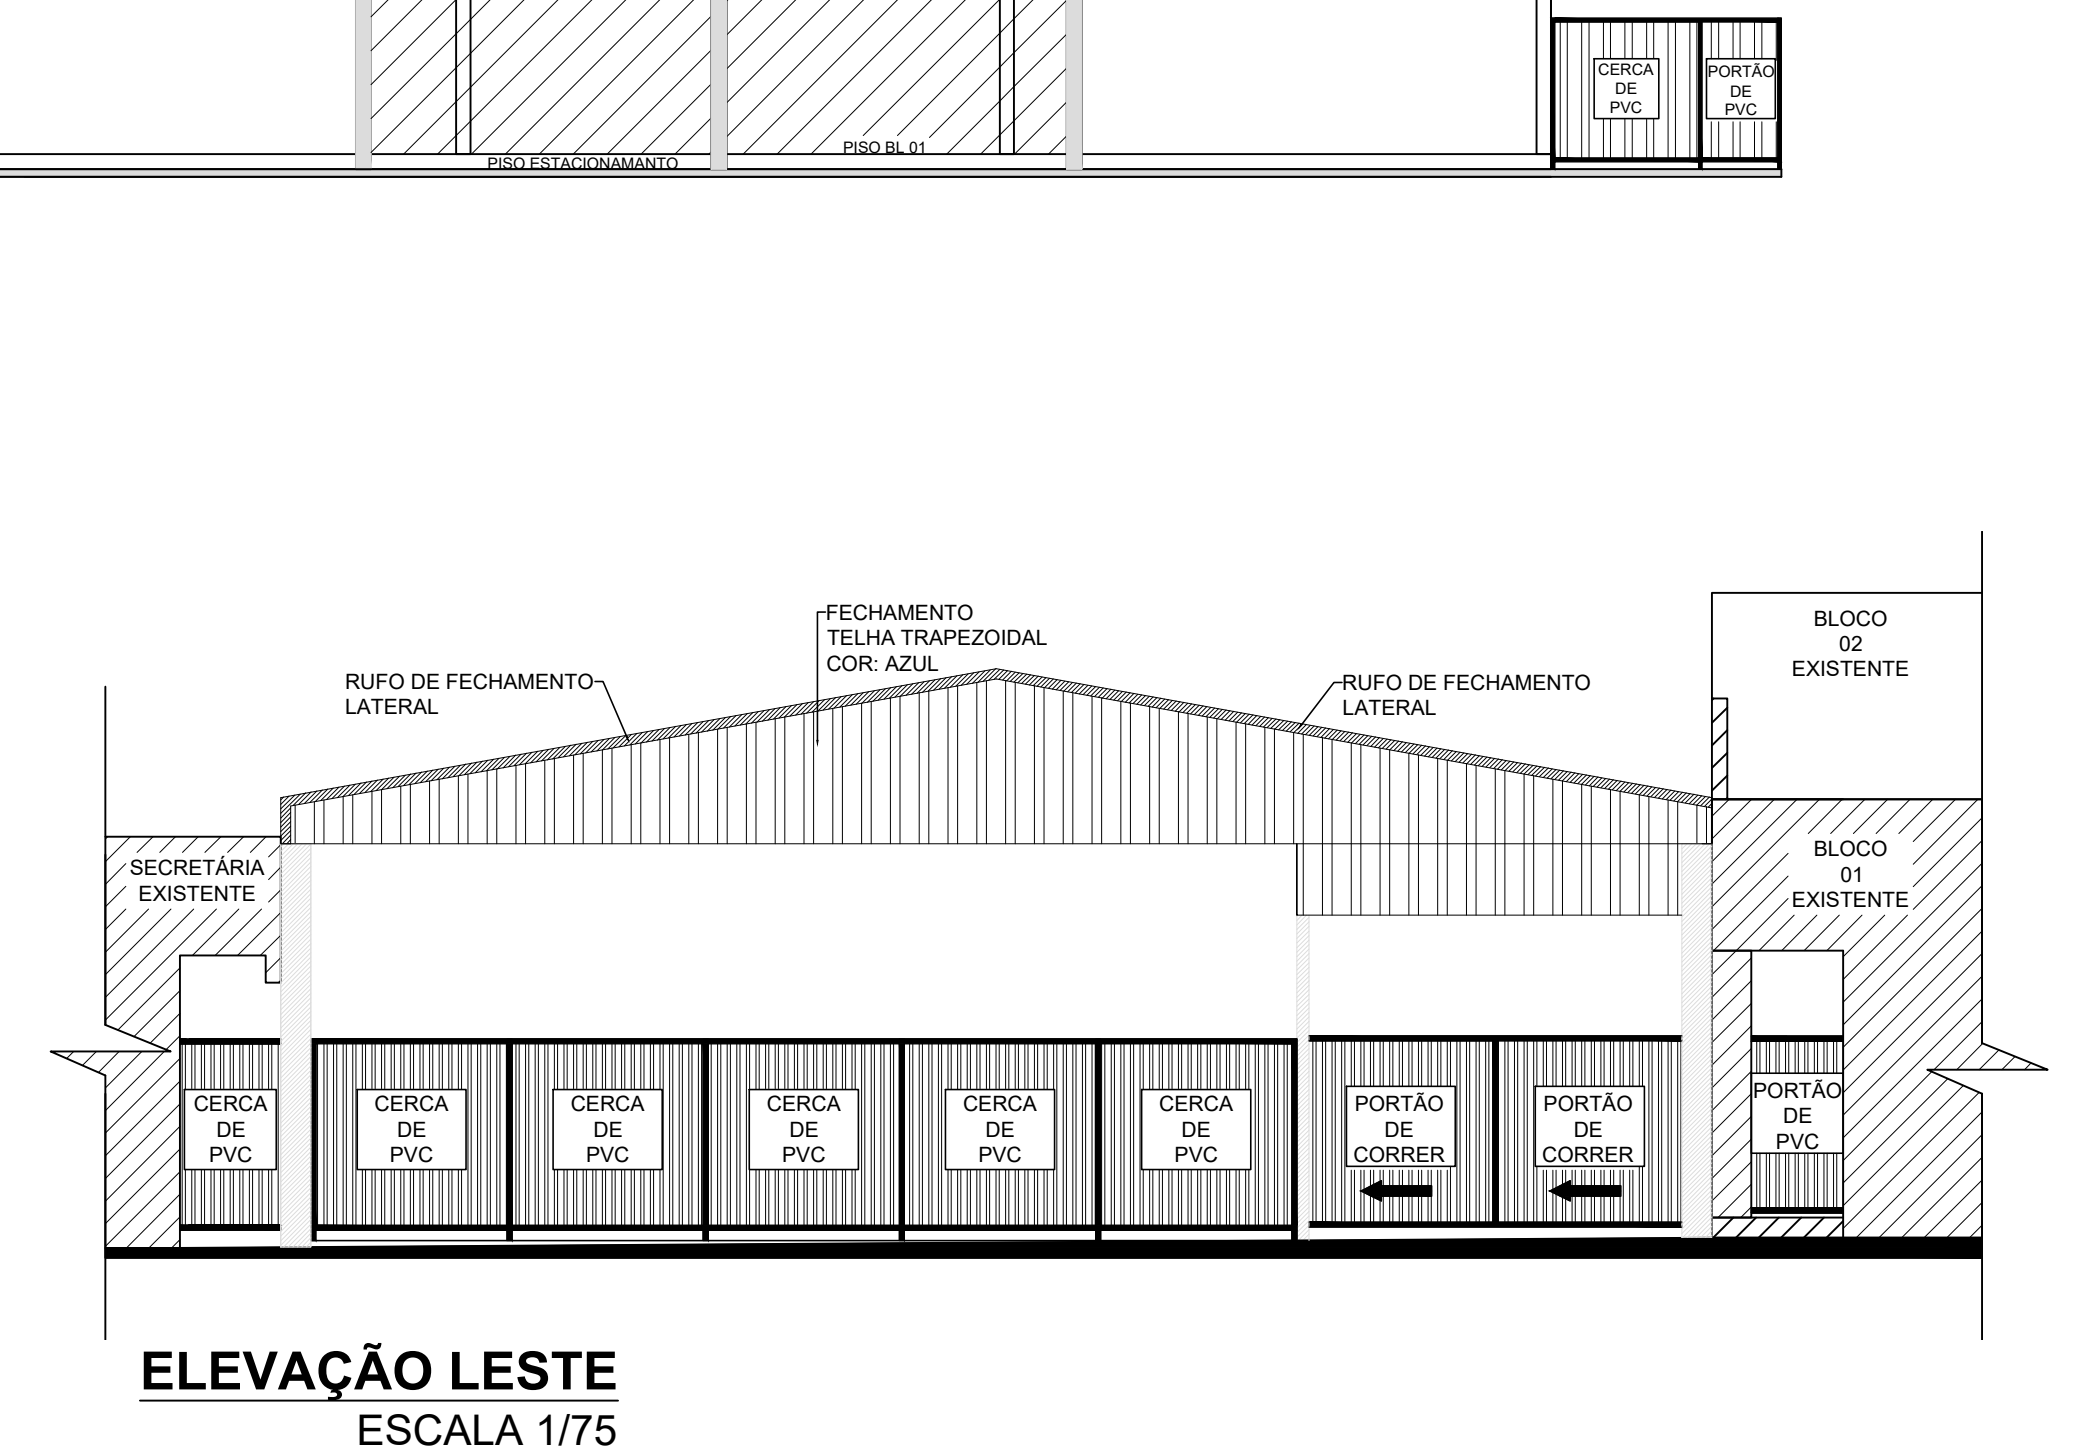 CERCA
DE
PVC
PORTÃO
DE
PVC
PISO BL 01
PISO ESTACIONAMANTO
FECHAMENTO
TELHA TRAPEZOIDAL
COR: AZUL
RUFO DE FECHAMENTO
LATERAL
RUFO DE FECHAMENTO
LATERAL
BLOCO
02
EXISTENTE
SECRETÁRIA
EXISTENTE
BLOCO
01
EXISTENTE
CERCA
DE
PVC
CERCA
DE
PVC
CERCA
DE
PVC
CERCA
DE
PVC
CERCA
DE
PVC
CERCA
DE
PVC
PORTÃO
DE
CORRER
PORTÃO
DE
CORRER
PORTÃO
DE
PVC
ELEVAÇÃO LESTE
ESCALA 1/75